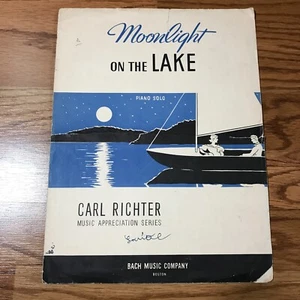 Moonlight
ON THE LAKE
PIANO SOLO
CARL RICHTER
MUSIC APPRECIATION SERIES
BACH MUSIC COMPANY
BOSTON